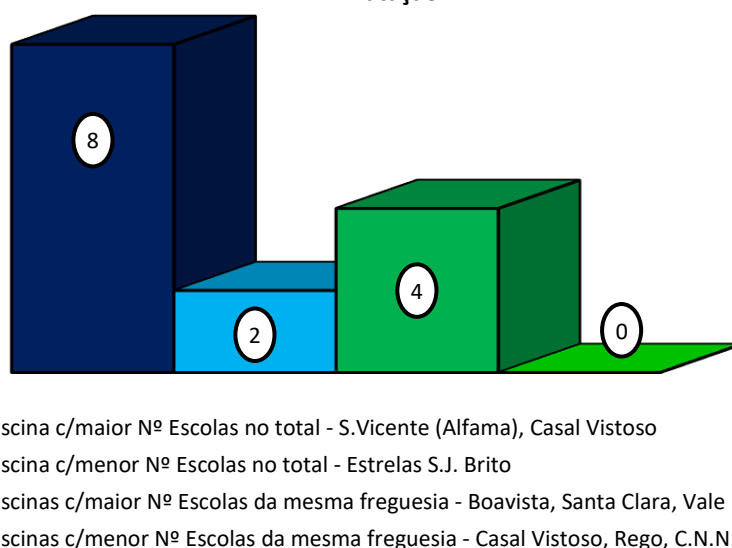 8
2
4
0
scina c/maior Nº Escolas no total - S.Vicente (Alfama), Casal Vistoso
scina c/menor Nº Escolas no total - Estrelas S.J. Brito
scinas c/maior Nº Escolas da mesma freguesia - Boavista, Santa Clara, Vale
scinas c/menor Nº Escolas da mesma freguesia - Casal Vistoso, Rego, C.N.N